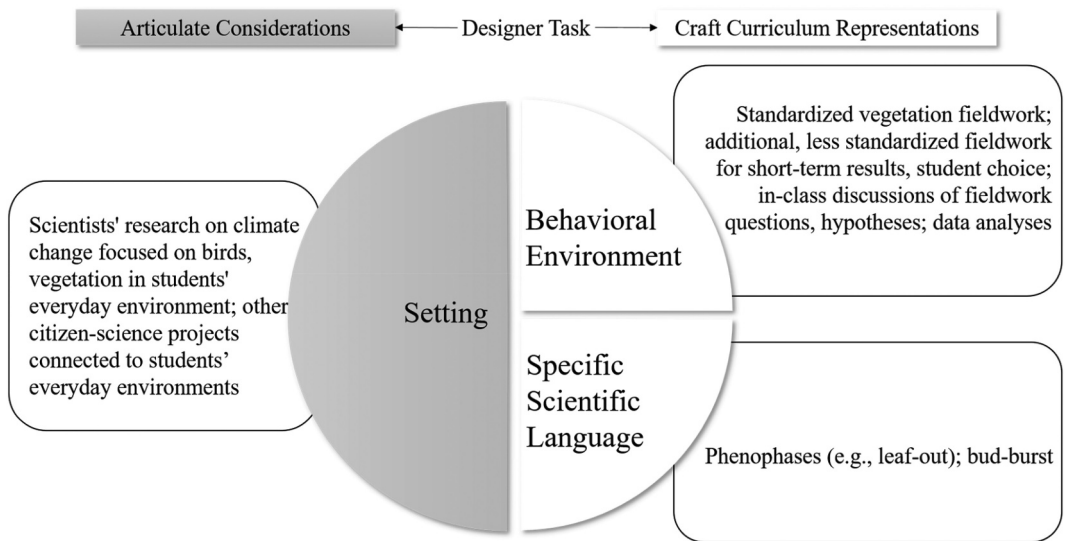 Articulate Considerations
Designer Task
Craft Curriculum Representations
Scientists' research on climate
change focused on birds,
vegetation in students'
everyday environment; other
citizen-science projects
connected to students’
everyday environments
Setting
Behavioral
Environment
Standardized vegetation fieldwork;
additional, less standardized fieldwork
for short-term results, student choice;
in-class discussions of fieldwork
questions, hypotheses; data analyses
Specific
Scientific
Language
Phenophases (e.g., leaf-out); bud-burst